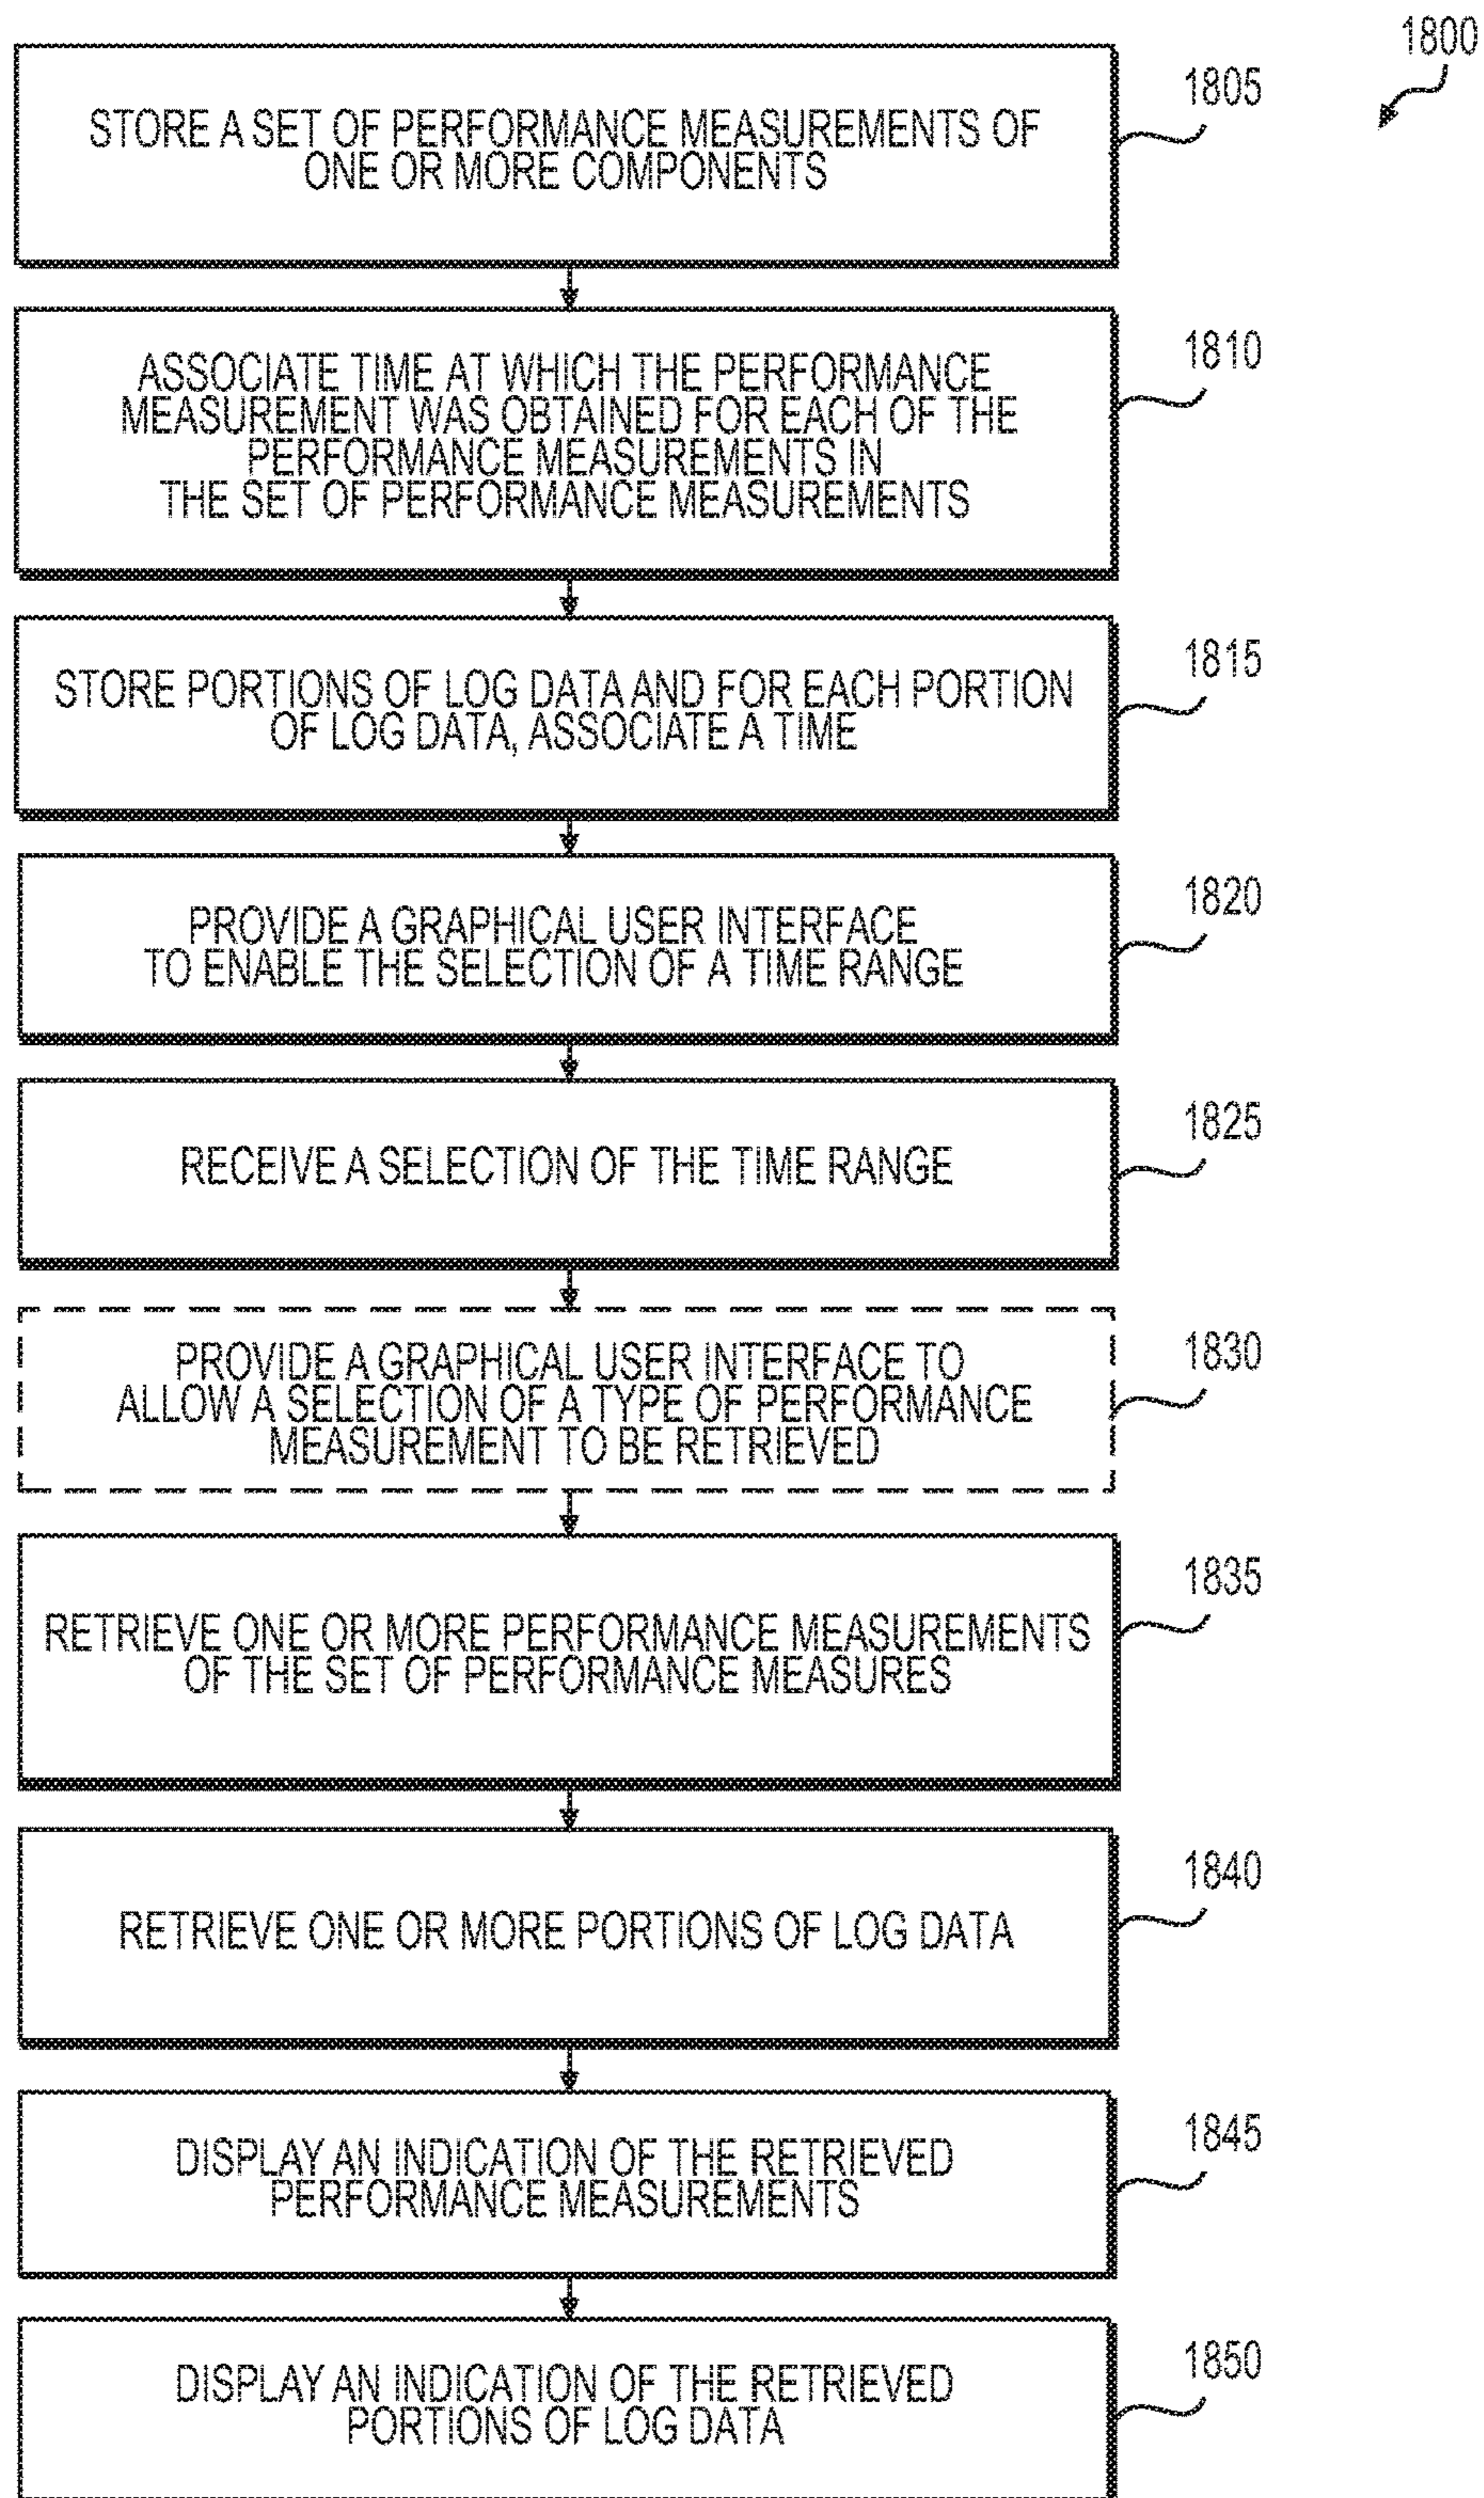 1800
1805
STORE A SET OF PERFORMANCE MEASUREMENTS OF
ONE OR MORE COMPONENTS
1810
ASSOCIATE TIME AT WHICH THE PERFORMANCE
MEASUREMENT WAS OBTAINED FOR EACH OF THE
PERFORMANCE MEASUREMENTS IN
THE SET OF PERFORMANCE MEASUREMENTS
1815
STORE PORTIONS OF LOG DATA AND FOR EACH PORTION
OF LOG DATA, ASSOCIATE A TIME
1820
PROVIDE A GRAPHICAL USER INTERFACE
TO ENABLE THE SELECTION OF A TIME RANGE
1825
RECEIVE A SELECTION OF THE TIME RANGE
1830
PROVIDE A GRAPHICAL USER INTERFACE TO
ALLOW A SELECTION OF A TYPE OF PERFORMANCE
MEASUREMENT TO BE RETRIEVED
1835
RETRIEVE ONE OR MORE PERFORMANCE MEASUREMENTS
OF THE SET OF PERFORMANCE MEASURES
1840
RETRIEVE ONE OR MORE PORTIONS OF LOG DATA
1845
DISPLAY AN INDICATION OF THE RETRIEVED
PERFORMANCE MEASUREMENTS
1850
DISPLAY AN INDICATION OF THE RETRIEVED
PORTIONS OF LOG DATA